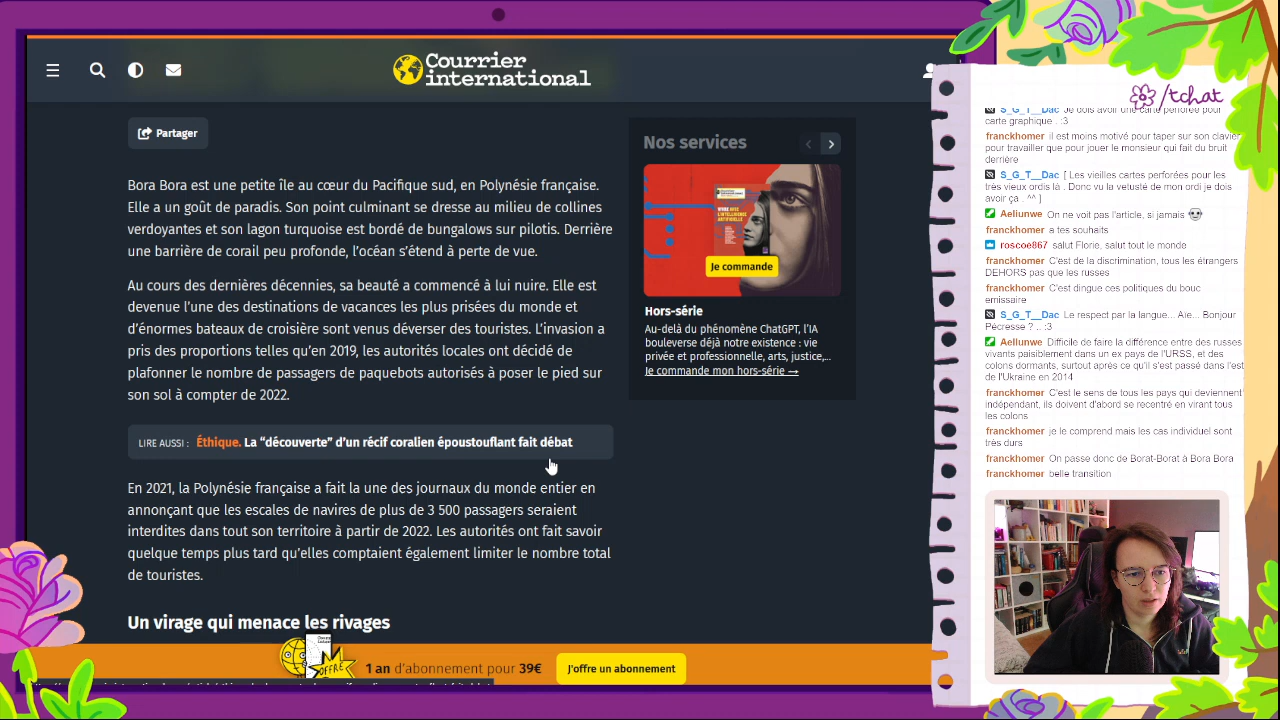 Courrier
international
Partager
Bora Bora est une petite île au cœur du Pacifique sud, en Polynésie française.
Elle a un goût de paradis. Son point culminant se dresse au milieu de collines
verdoyantes et son lagon turquoise est bordé de bungalows sur pilotis. Derrière
une barrière de corail peu profonde, l’océan s’étend à perte de vue.
Au cours des dernières décennies, sa beauté a commencé à lui nuire. Elle est
devenue l’une des destinations de vacances les plus prisées du monde et
d’énormes bateaux de croisière sont venus déverser des touristes. L’invasion a
pris des proportions telles qu’en 2019, les autorités locales ont décidé de
plafonner le nombre de passagers de paquebots autorisés à poser le pied sur
son sol à compter de 2022.
LIRE AUSSI : Éthique. La “découverte” d’un récif coralien époustouflant fait débat
En 2021, la Polynésie française a fait la une des journaux du monde entier en
annonçant que les escales de navires de plus de 3 500 passagers seraient
interdites dans tout son territoire à partir de 2022. Les autorités ont fait savoir
quelque temps plus tard qu’elles comptaient également limiter le nombre total
de touristes.
Un virage qui menace les rivages
OFFRE
1 an d’abonnement pour 39€
J'offre un abonnement
Nos services
Je commande
Hors-série
Au-delà du phénomène ChatGPT, l’IA
bouleverse déjà notre existence : vie
privée et professionnelle, arts, justice,...
Je commande mon hors-série →
/tchat
S_G_T__Dac Je dois avoir une carte perforée pour
carte graphique.. :3
franckhomer il est moins motivé pour taper sur son clavier
pour travailler que pour jouer le monsieur qui fait du bruit
derrière
S_G_T__Dac [ Les vieilles cartes perforées pour les
très vieux ordis là . Donc vu la vetusté de mon ordi je dois
avoir ça . ^^ ]
Aeliunwe On ne voit pas l'article, si jamais
franckhomer a tes souhaits
roscoe867 salut Florie, salut tout le monde
franckhomer C'est de la discrimination, tous les étrangers
DEHORS pas que les russes
franckhomer C'est dingue ces politiques du bouc
emissaire
S_G_T__Dac Le respect par la langue... Aie... Bonjour
Pécresse ? .. :3
Aeliunwe Difficile de faire la différence entre des russes
vivants paisiblement dans un ex pays de l'URSS, et des
colons dormants, surtout après ce qu'il s'est passé dans l'est
de l'Ukraine en 2014
franckhomer C'est le sens de tous les pays qui deviennent
indépendant, ils doivent d'abord se recentré en virant tous
les colons
franckhomer je le comprend mais les cas individuel sont
très durs
franckhomer On passe donc de Borat-Borat à Bora Bora
franckhomer belle transition